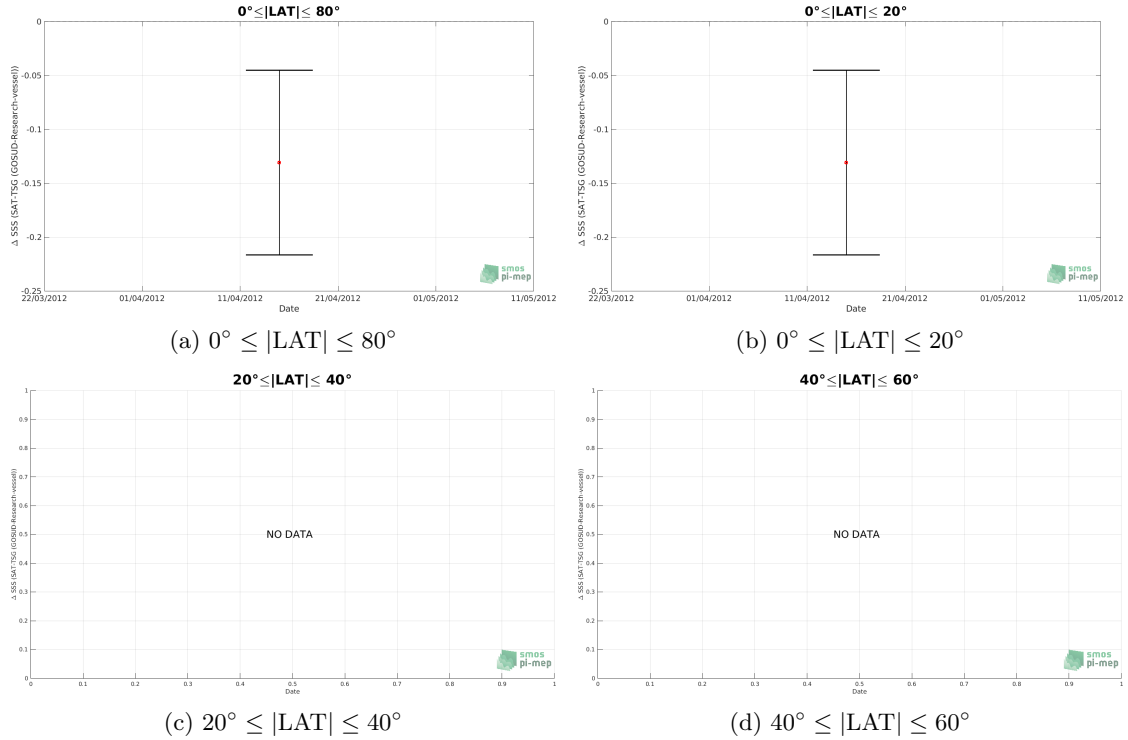 0°≤|LAT|≤ 80°
Δ SSS (SAT-TSG (GOSUD-Research-vessel))
0
-0.05
-0.1
-0.15
-0.2
-0.25
22/03/2012 01/04/2012 11/04/2012 21/04/2012 01/05/2012 11/05/2012
Date
smos
pi-mep
(a) 0° ≤ |LAT| ≤ 80°
0°≤|LAT|≤ 20°
Δ SSS (SAT-TSG (GOSUD-Research-vessel))
0
-0.05
-0.1
-0.15
-0.2
-0.25
22/03/2012 01/04/2012 11/04/2012 21/04/2012 01/05/2012 11/05/2012
Date
smos
pi-mep
(b) 0° ≤ |LAT| ≤ 20°
20°≤|LAT|≤ 40°
Δ SSS (SAT-TSG (GOSUD-Research-vessel))
1
0.9
0.8
0.7
0.6
0.5
0.4
0.3
0.2
0.1
0
NO DATA
0 0.1 0.2 0.3 0.4 0.5 0.6 0.7 0.8 0.9 1
Date
smos
pi-mep
(c) 20° ≤ |LAT| ≤ 40°
40°≤|LAT|≤ 60°
Δ SSS (SAT-TSG (GOSUD-Research-vessel))
1
0.9
0.8
0.7
0.6
0.5
0.4
0.3
0.2
0.1
0
NO DATA
0 0.1 0.2 0.3 0.4 0.5 0.6 0.7 0.8 0.9 1
Date
smos
pi-mep
(d) 40° ≤ |LAT| ≤ 60°